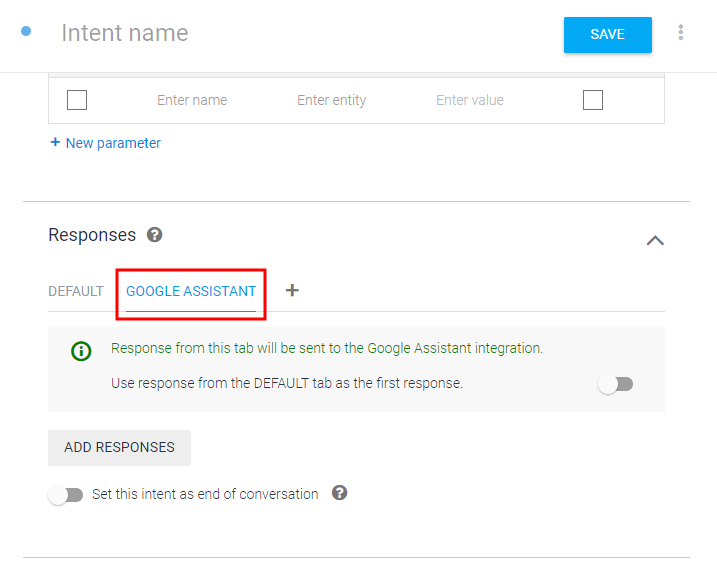 Intent name
SAVE
Enter name Enter entity Enter value
+ New parameter
Responses ?
DEFAULT GOOGLE ASSISTANT +
Response from this tab will be sent to the Google Assistant integration.
Use response from the DEFAULT tab as the first response.
ADD RESPONSES
Set this intent as end of conversation ?